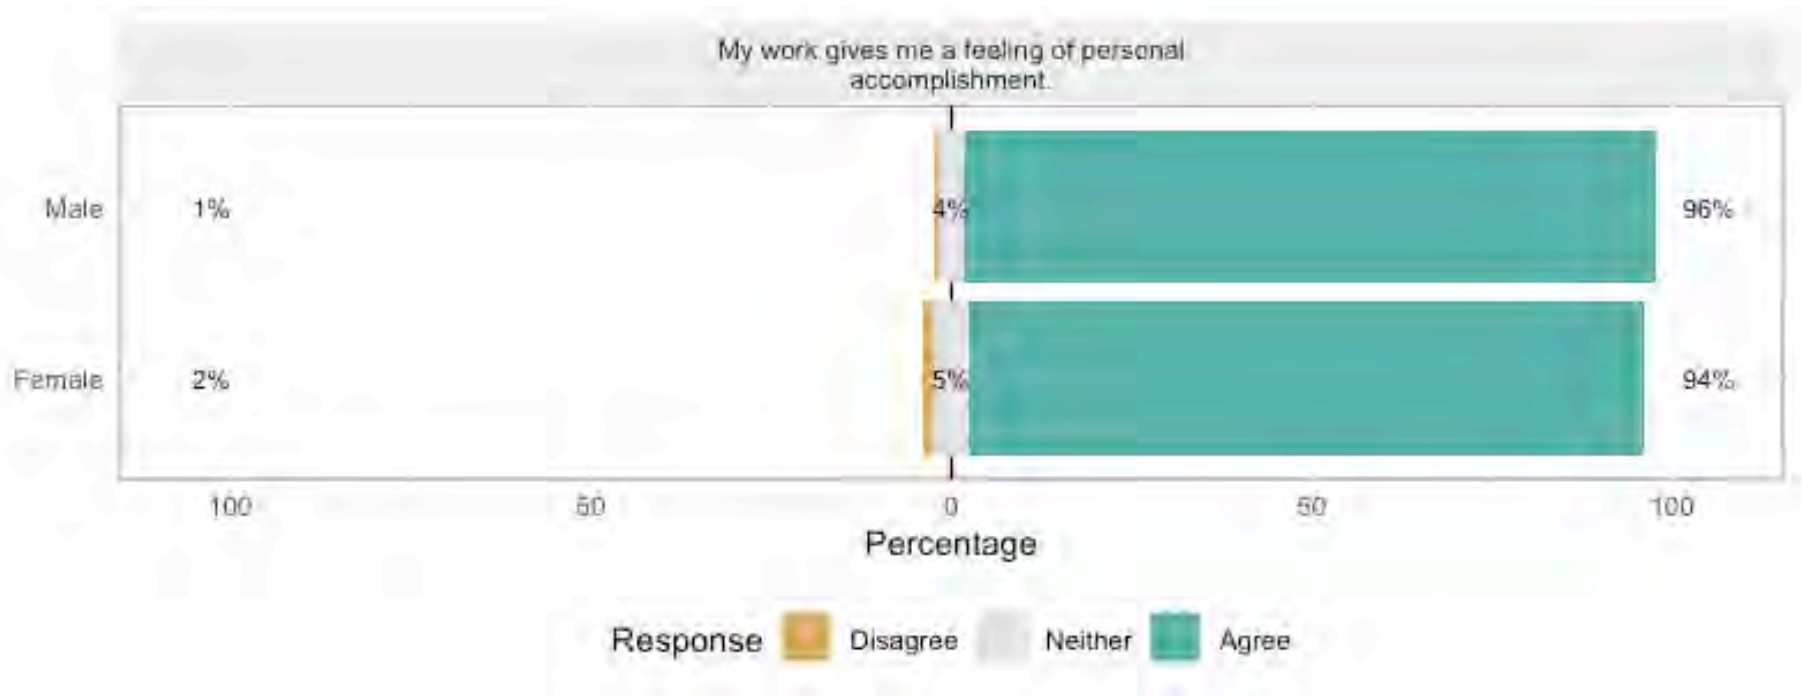 My work gives me a feeling of personal
accomplishment.
Male 1% 4% 96%
Female 2% 5% 94%
100 50 0 50 100
Percentage
Response Disagree Neither Agree